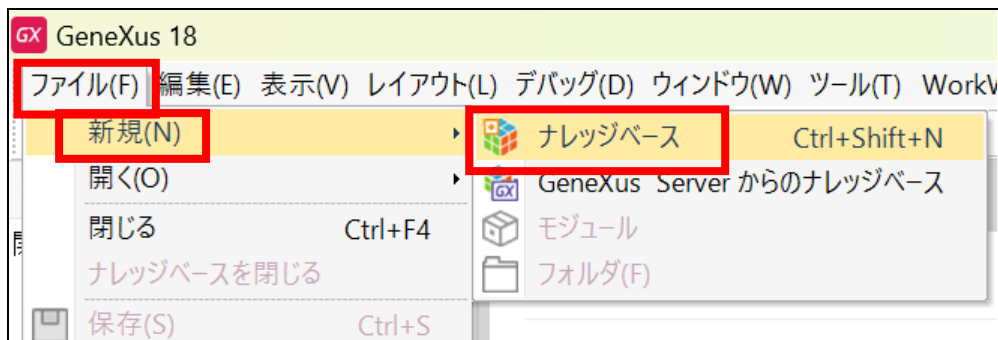 GX GeneXus 18
ファイル(F) 編集(E) 表示(V) レイアウト(L) デバッグ(D) ウィンドウ(W) ツール(T)
新規(N)
ナレッジベース Ctrl+Shift+N
開く(O)
GeneXus Server からのナレッジベース
閉じる Ctrl+F4
モジュール
ナレッジベースを閉じる
フォルダ(F)
保存(S) Ctrl+S